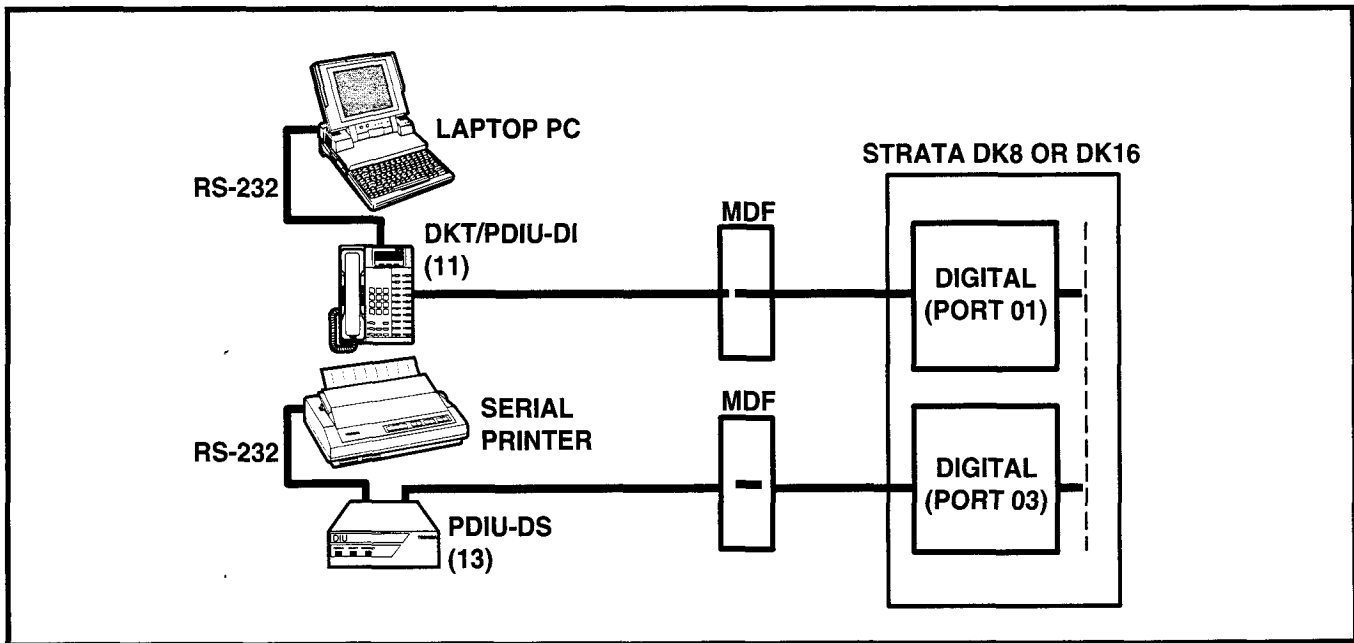 LAPTOP PC
STRATA DK8 OR DK16
RS-232
MDF
DKT/PDIU-DI
(11)
DIGITAL
(PORT 01)
MDF
SERIAL
PRINTER
RS-232
DIGITAL
(PORT 03)
PDIU-DS
(13)
DIU